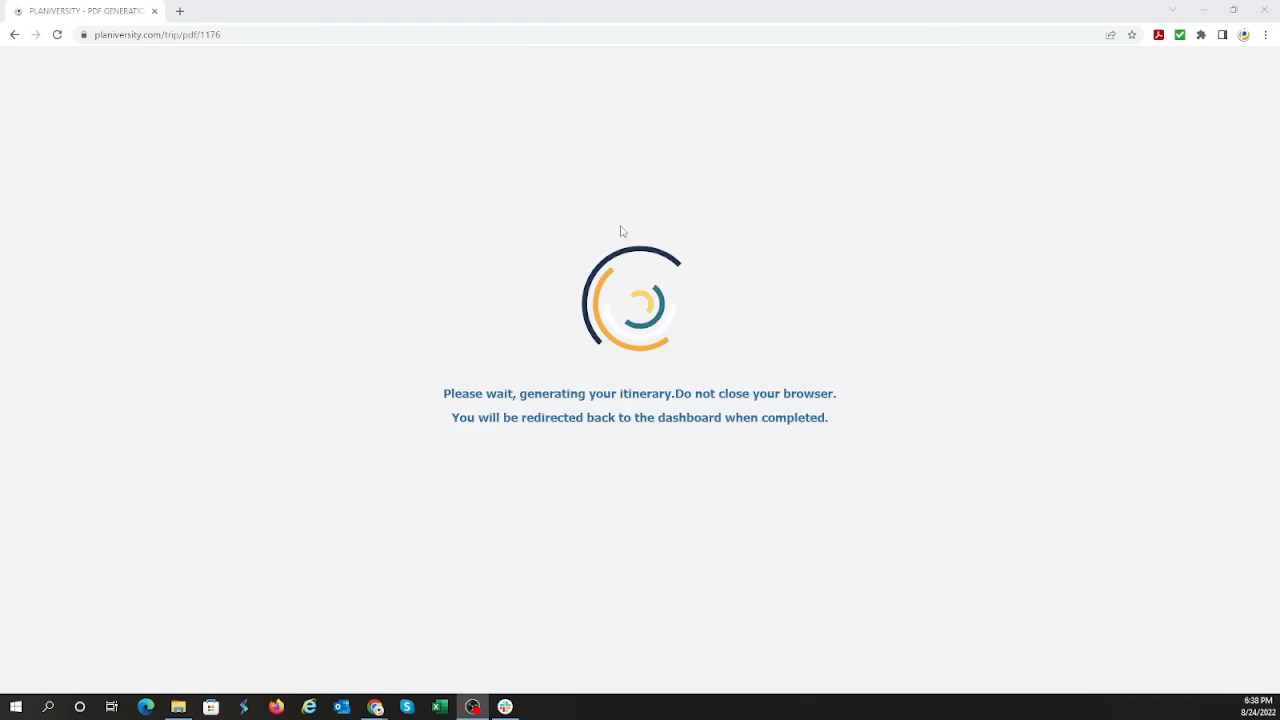 PLANIVERSITY - PDF GENERATIO
planiversity.com/trip/pdf/1176
Please wait, generating your itinerary.Do not close your browser.
You will be redirected back to the dashboard when completed.
6:38 PM
8/24/2022